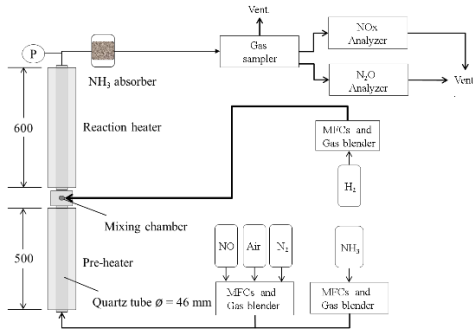 Vent
P
NH3 absorber
Gas
sampler
NOx
Analyzer
N2O
Analyzer
Vent
600
Reaction heater
MFCs and
Gas blender
H2
Mixing chamber
500
Pre-heater
NO
Air
N2
NH3
MFCs and
Gas blender
MFCs and
Gas blender
Quartz tube ø = 46 mm